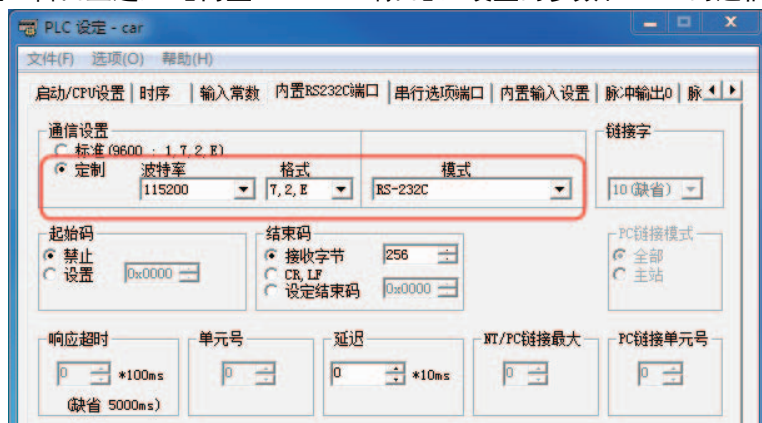 PLC 设定 - car
文件(F) 选项(O) 帮助(H)
启动/CPU设置 时序 输入常数 内置RS232C端口 串行选项端口 内置输入设置 脉冲输出0 脉
通信设置
标准(9600 : 1,7,2,E)
定制 波特率 格式 模式
115200 7,2,E RS-232C
链接字
10(缺省)
起始码
禁止
设置 0x0000
结束码
接收字节 256
CR,LF
设定结束码 0x0000
PC链接模式
全部
主站
响应超时
0 *100ms
(缺省 5000ms)
单元号
0
延迟
0 *10ms
NT/PC链接最大
0
PC链接单元号
0